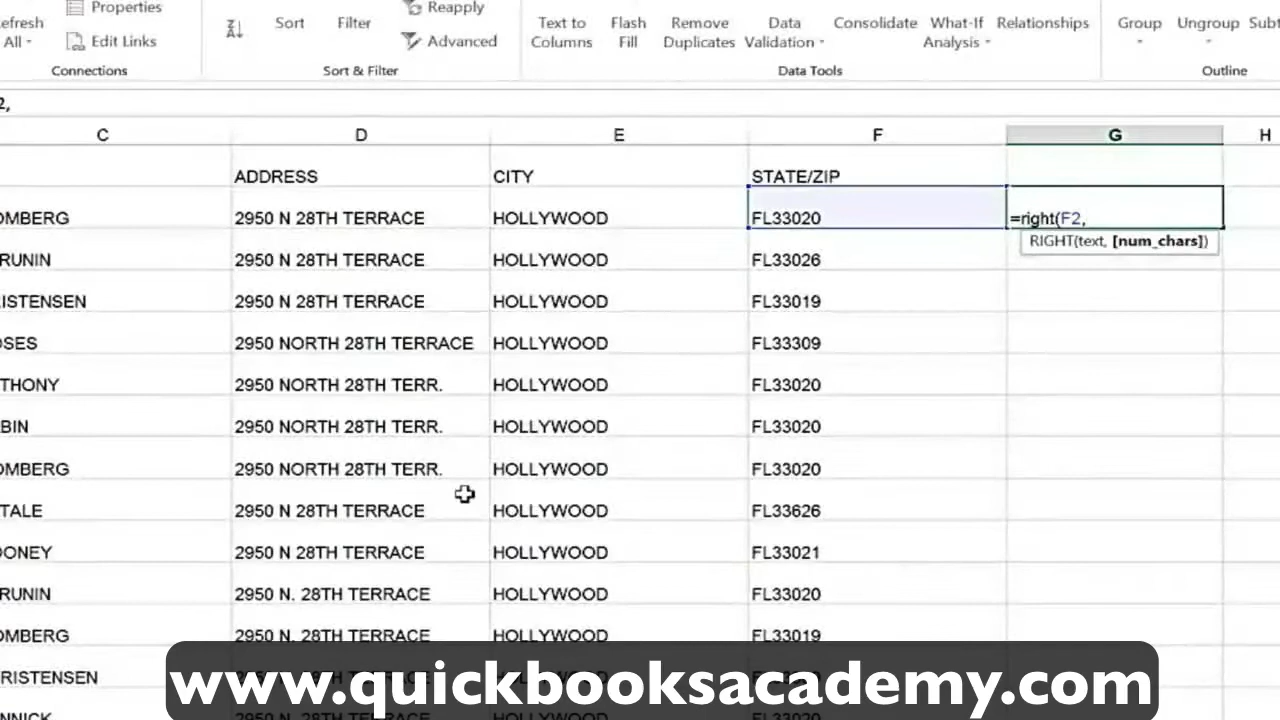 Refresh All
Properties
Edit Links
Connections
Sort
Filter
Reapply
Advanced
Sort & Filter
Text to Columns
Flash Fill
Remove Duplicates
Data Validation
Consolidate
What-If Analysis
Relationships
Data Tools
Group
Ungroup
Outline
2,
C D E F G H
ADDRESS CITY STATE/ZIP
OMBERG 2950 N 28TH TERRACE HOLLYWOOD FL33020 =right(F2,
RIGHT(text, [num_chars])
RUNIN 2950 N 28TH TERRACE HOLLYWOOD FL33026
RISTENSEN 2950 N 28TH TERRACE HOLLYWOOD FL33019
OSES 2950 NORTH 28TH TERRACE HOLLYWOOD FL33309
THONY 2950 NORTH 28TH TERR. HOLLYWOOD FL33020
BIN 2950 NORTH 28TH TERR. HOLLYWOOD FL33020
OMBERG 2950 NORTH 28TH TERR. HOLLYWOOD FL33020
TALE 2950 N 28TH TERRACE HOLLYWOOD FL33626
OONEY 2950 N 28TH TERRACE HOLLYWOOD FL33021
RUNIN 2950 N. 28TH TERRACE HOLLYWOOD FL33020
OMBERG 2950 N. 28TH TERRACE HOLLYWOOD FL33019
RISTENSEN
www.quickbooksacademy.com